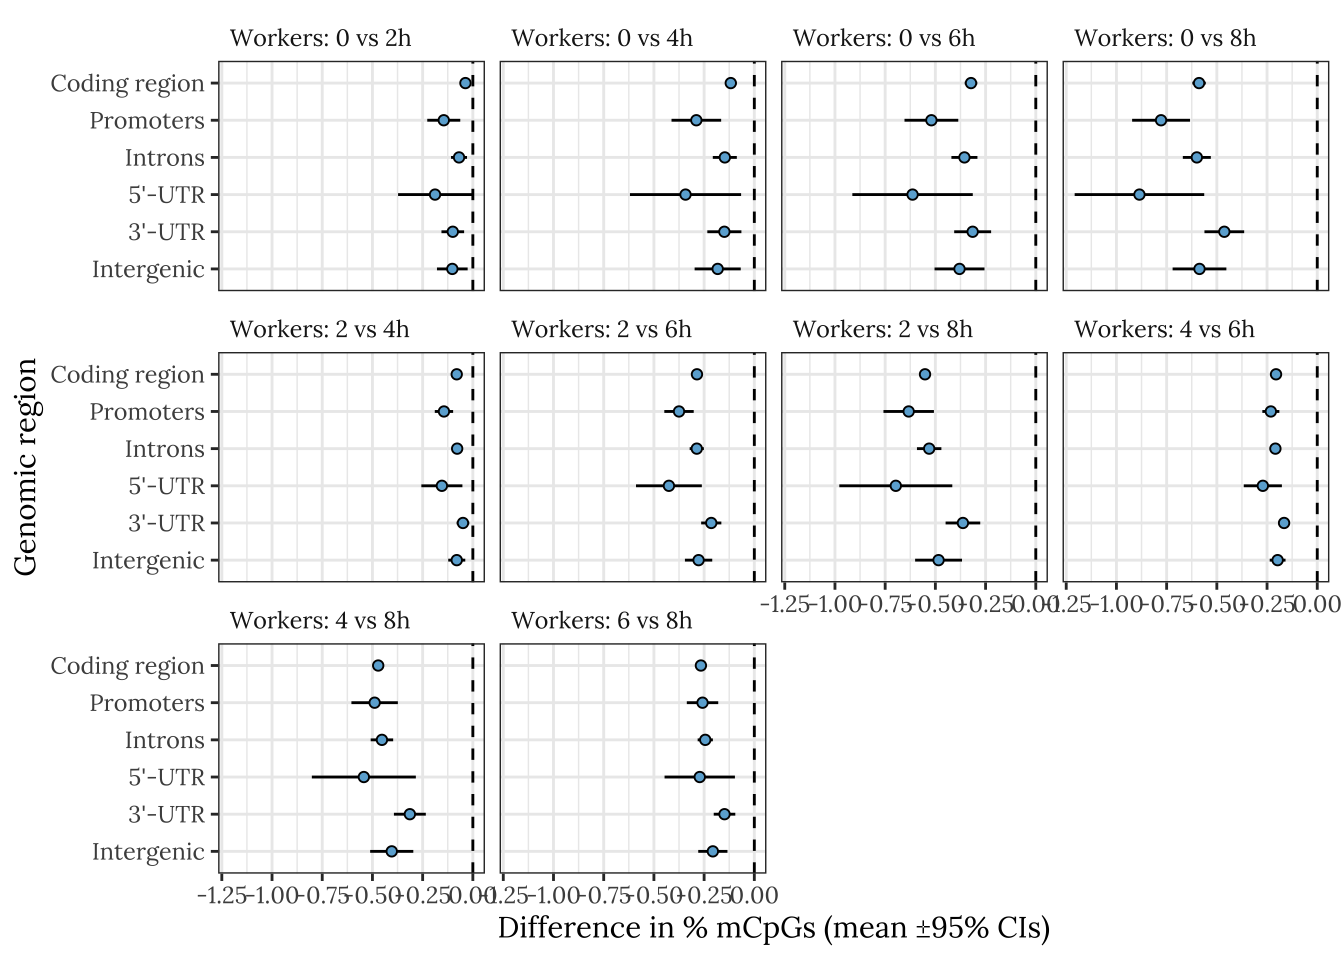 Workers: 0 vs 2h
Workers: 0 vs 4h
Workers: 0 vs 6h
Workers: 0 vs 8h
Coding region
Promoters
Introns
5'-UTR
3'-UTR
Intergenic
Workers: 2 vs 4h
Workers: 2 vs 6h
Workers: 2 vs 8h
Workers: 4 vs 6h
Coding region
Promoters
Introns
5'-UTR
3'-UTR
Intergenic
-1.25 -1.00 -0.75 -0.50 -0.25 0.00
-1.25 -1.00 -0.75 -0.50 -0.25 0.00
Workers: 4 vs 8h
Workers: 6 vs 8h
Coding region
Promoters
Introns
5'-UTR
3'-UTR
Intergenic
-1.25 -1.00 -0.75 -0.50 -0.25 0.00
-1.25 -1.00 -0.75 -0.50 -0.25 0.00
Genomic region
Difference in % mCpGs (mean ±95% CIs)